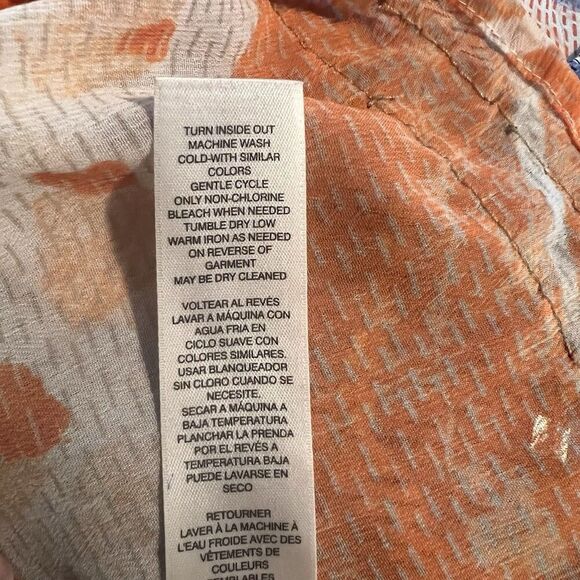 TURN INSIDE OUT
MACHINE WASH
COLD-WITH SIMILAR
COLORS
GENTLE CYCLE
ONLY NON-CHLORINE
BLEACH WHEN NEEDED
TUMBLE DRY LOW
WARM IRON AS NEEDED
ON REVERSE OF
GARMENT
MAY BE DRY CLEANED
VOLTEAR AL REVÉS
LAVAR A MÁQUINA CON
AGUA FRIA EN
CICLO SUAVE CON
COLORES SIMILARES.
USAR BLANQUEADOR
SIN CLORO CUANDO SE
NECESITE.
SECAR A MÁQUINA A
BAJA TEMPERATURA
PLANCHAR LA PRENDA
POR EL REVÉS A
TEMPERATURA BAJA
PUEDE LAVARSE EN
SECO
RETOURNER
LAVER À LA MACHINE À
L'EAU FROIDE AVEC DES
VÊTEMENTS DE
COULEURS
SEMBLABLES